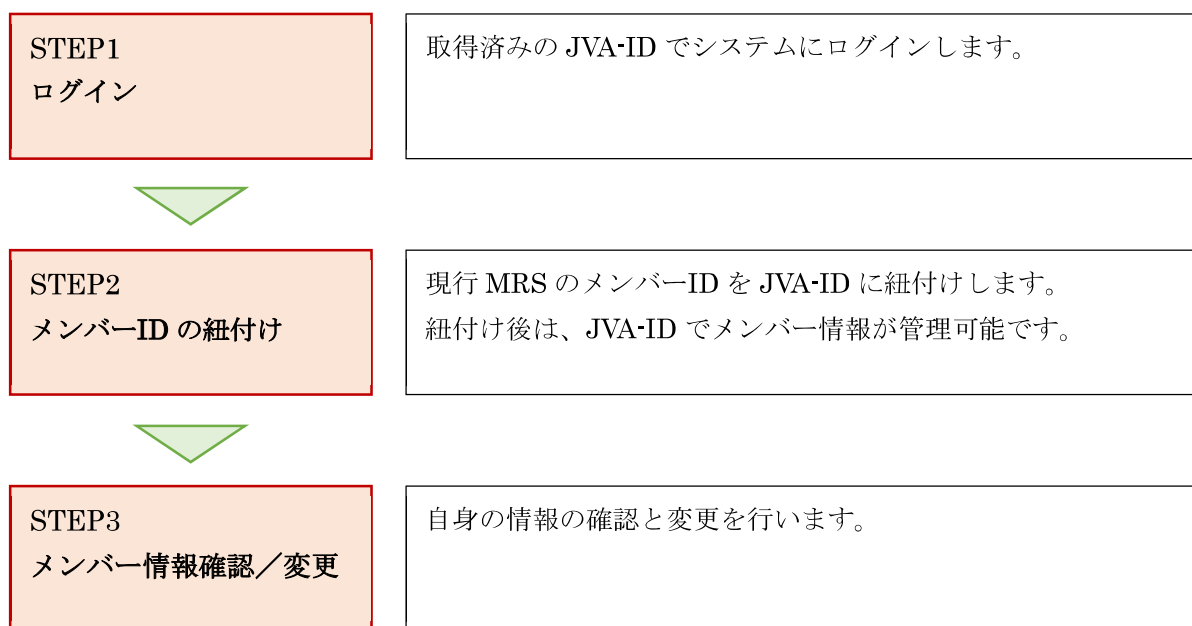 STEP1
ログイン
取得済みの JVA-ID でシステムにログインします。
STEP2
メンバーID の紐付け
現行 MRS のメンバーID を JVA-ID に紐付けします。
紐付け後は、JVA-ID でメンバー情報が管理可能です。
STEP3
メンバー情報確認／変更
自身の情報の確認と変更を行います。